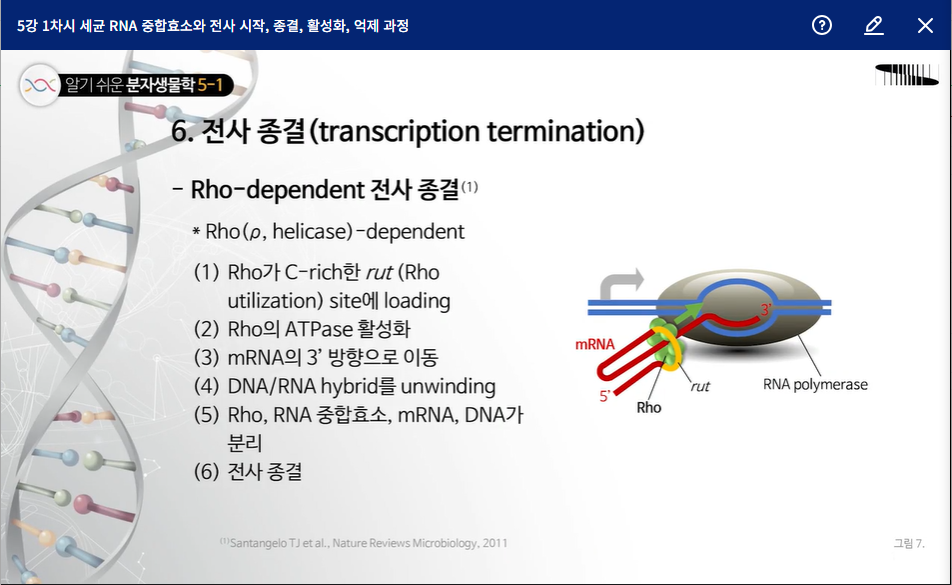 5강 1차시 세균 RNA 중합효소와 전사 시작, 종결, 활성화, 억제 과정
알기 쉬운 분자생물학 5-1
6. 전사 종결(transcription termination)
- Rho-dependent 전사 종결(1)
* Rho(ρ, helicase)-dependent
(1) Rho가 C-rich한 rut (Rho
utilization) site에 loading
(2) Rho의 ATPase 활성화
(3) mRNA의 3' 방향으로 이동
(4) DNA/RNA hybrid를 unwinding
(5) Rho, RNA 중합효소, mRNA, DNA가
분리
(6) 전사 종결
3'
mRNA
5'
Rho
rut
RNA polymerase
(1)Santangelo TJ et al., Nature Reviews Microbiology, 2011
그림 7.